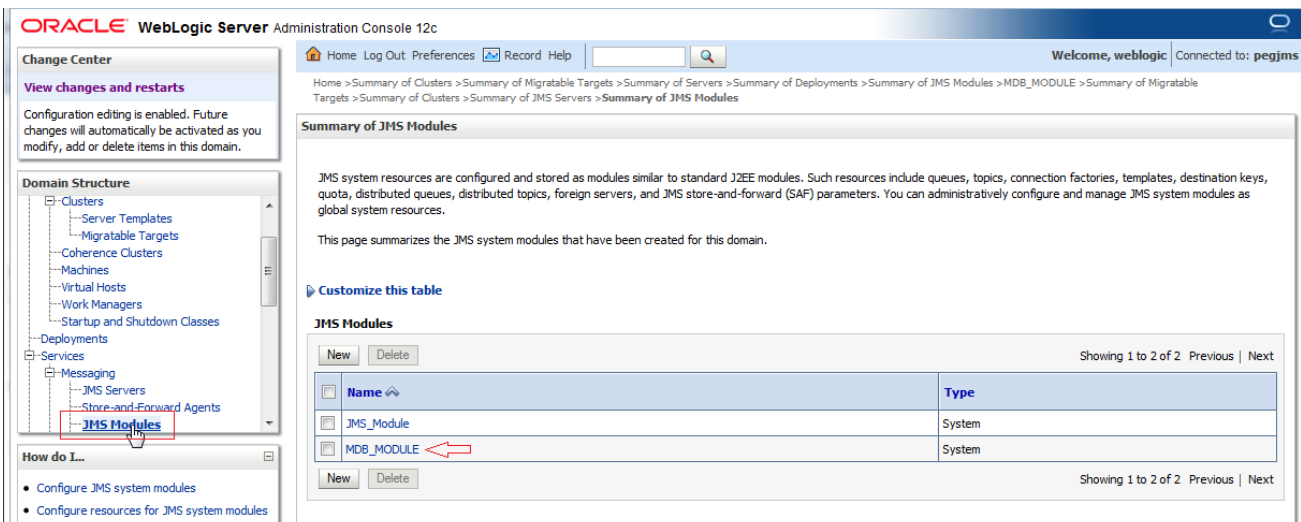 ORACLE WebLogic Server Administration Console 12c
Change Center
View changes and restarts
Configuration editing is enabled. Future
changes will automatically be activated as you
modify, add or delete items in this domain.
Domain Structure
Clusters
Server Templates
Migratable Targets
Coherence Clusters
Machines
Virtual Hosts
Work Managers
Startup and Shutdown Classes
Deployments
Services
Messaging
JMS Servers
Store-and-Forward Agents
JMS Modules
How do I...
Configure JMS system modules
Configure resources for JMS system modules
Home Log Out Preferences Record Help
Welcome, weblogic Connected to: pegjms
Home >Summary of Clusters >Summary of Migratable Targets >Summary of Servers >Summary of Deployments >Summary of JMS Modules >MDB_MODULE >Summary of Migratable
Targets >Summary of Clusters >Summary of JMS Servers >Summary of JMS Modules
Summary of JMS Modules
JMS system resources are configured and stored as modules similar to standard J2EE modules. Such resources include queues, topics, connection factories, templates, destination keys,
quota, distributed queues, distributed topics, foreign servers, and JMS store-and-forward (SAF) parameters. You can administratively configure and manage JMS system modules as
global system resources.
This page summarizes the JMS system modules that have been created for this domain.
Customize this table
JMS Modules
New Delete Showing 1 to 2 of 2 Previous | Next
Name Type
JMS_Module System
MDB_MODULE System
New Delete Showing 1 to 2 of 2 Previous | Next